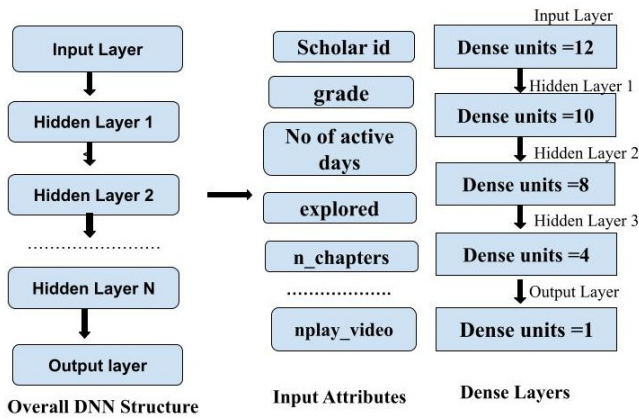 Input Layer
Hidden Layer 1
Hidden Layer 2
....................
Hidden Layer N
Output layer
Overall DNN Structure
Scholar id
grade
No of active
days
explored
n_chapters
..............
nplay_video
Input Attributes
Input Layer
Dense units =12
Hidden Layer 1
Dense units =10
Hidden Layer 2
Dense units =8
Hidden Layer 3
Dense units =4
Output Layer
Dense units =1
Dense Layers